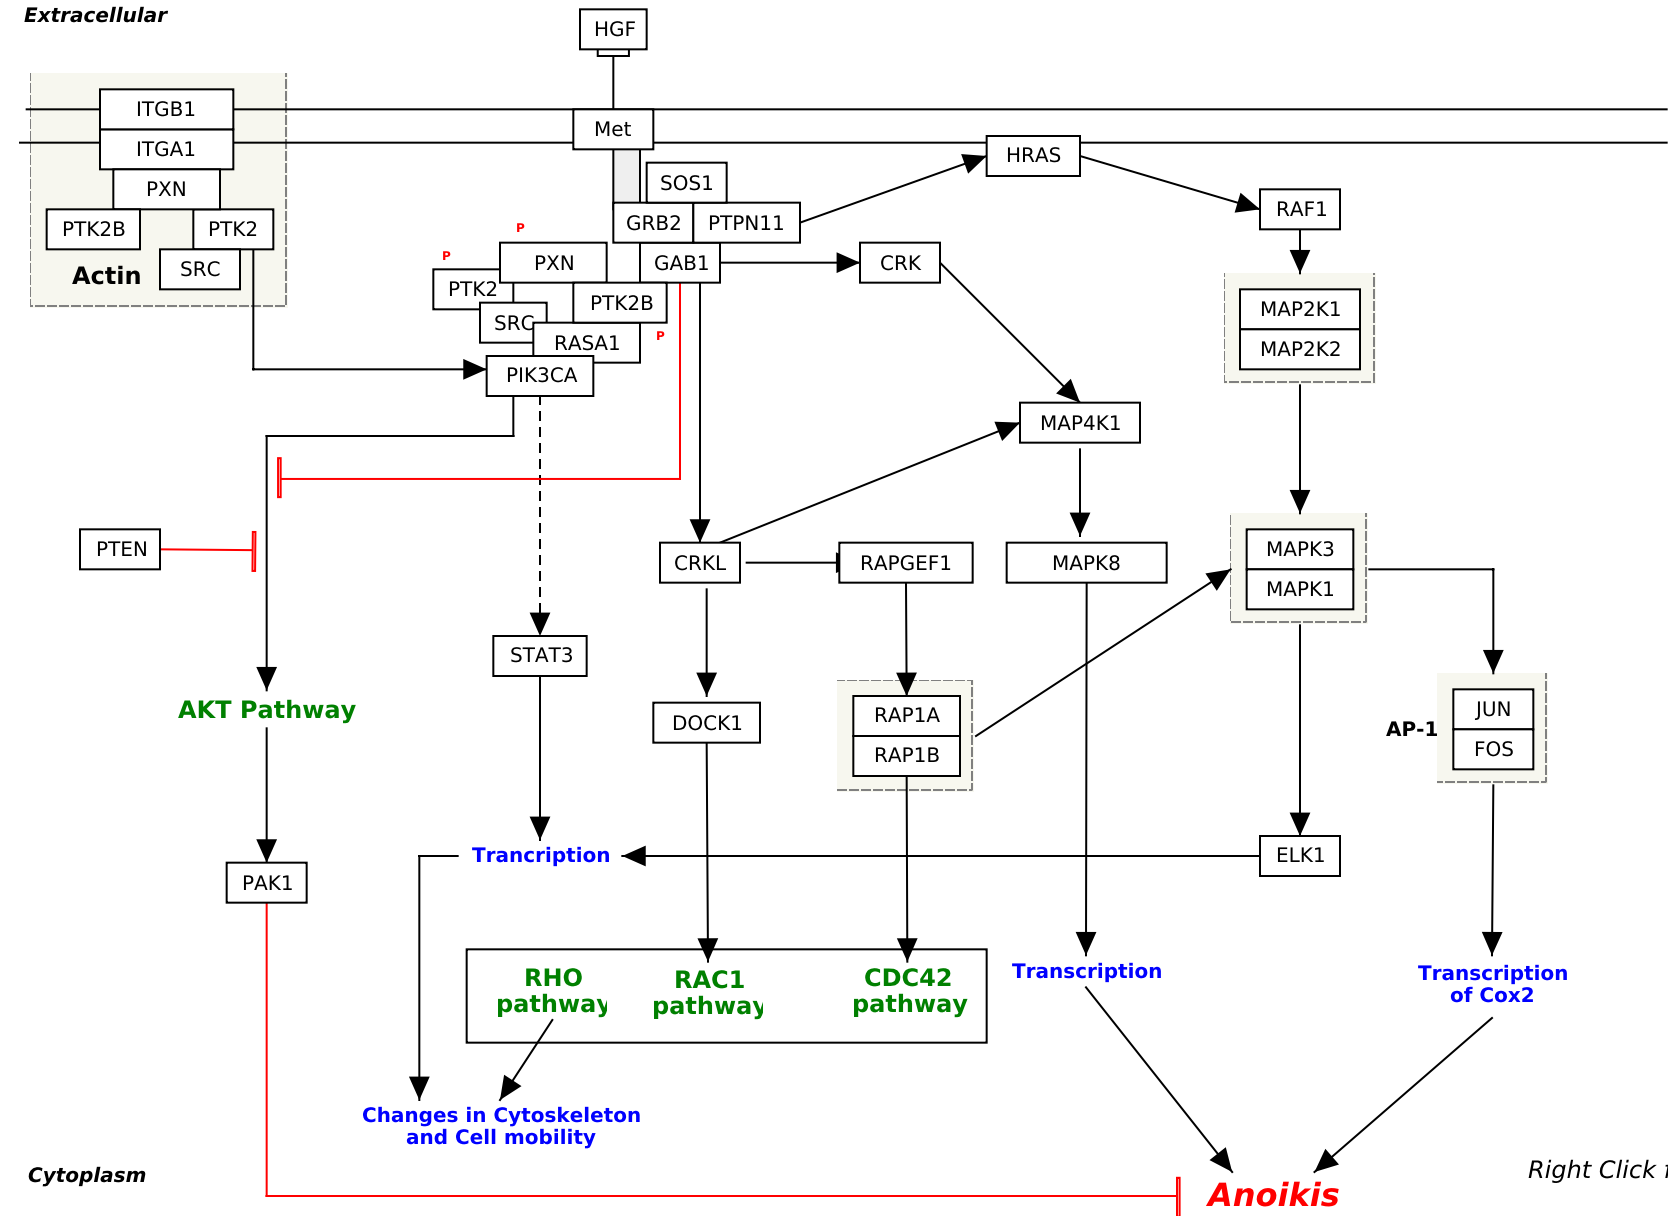 Extracellular
HGF
ITGB1
Met
ITGA1
HRAS
SOS1
PXN
RAF1
PTK2B
PTK2
GRB2
PTPN11
P
P
PXN
GAB1
CRK
SRC
Actin
PTK2
PTK2B
MAP2K1
SRC
RASA1
P
MAP2K2
PIK3CA
MAP4K1
PTEN
MAPK3
CRKL
RAPGEF1
MAPK8
MAPK1
STAT3
AKT Pathway
DOCK1
RAP1A
JUN
AP-1
RAP1B
FOS
Trancription
ELK1
PAK1
RHO
pathway
RAC1
pathway
CDC42
pathway
Transcription
Transcription
of Cox2
Changes in Cytoskeleton
and Cell mobility
Cytoplasm
Right Click
Anoikis